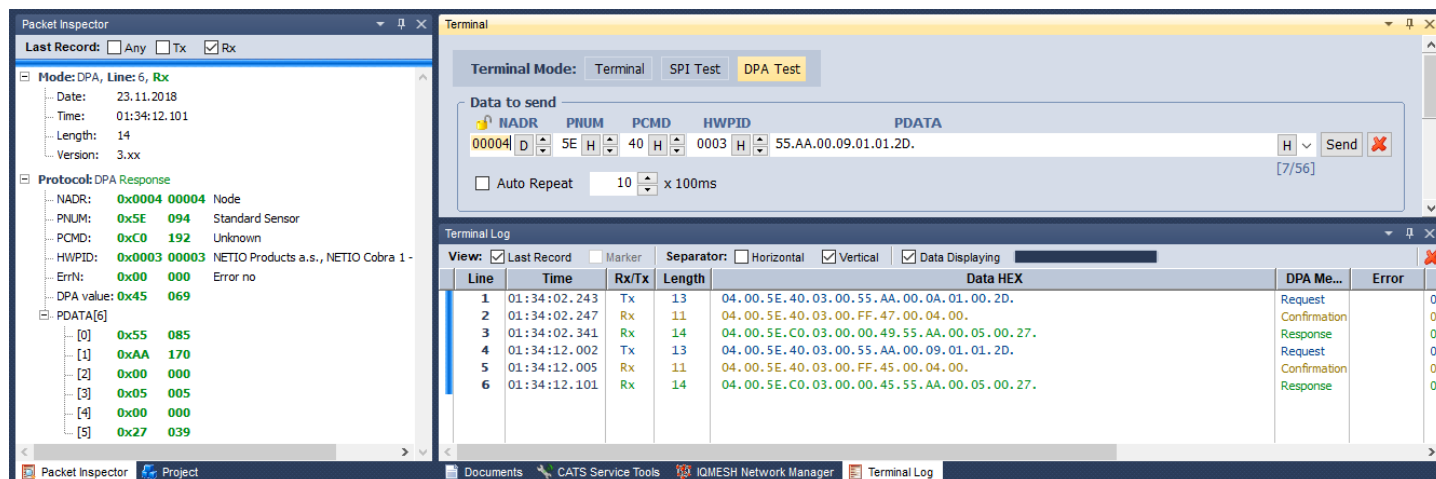 Packet Inspector
Last Record: Any Tx Rx
Mode: DPA, Line: 6, Rx
Date: 23.11.2018
Time: 01:34:12.101
Length: 14
Version: 3.xx
Protocol: DPA Response
NADR: 0x0004 00004 Node
PNUM: 0x5E 094 Standard Sensor
PCMD: 0xC0 192 Unknown
HWPID: 0x0003 00003 NETIO Products a.s., NETIO Cobra 1 -
ErrN: 0x00 000 Error no
DPA value: 0x45 069
PDATA[6]
[0] 0x55 085
[1] 0xAA 170
[2] 0x00 000
[3] 0x05 005
[4] 0x00 000
[5] 0x27 039
Packet Inspector Project
Terminal
Terminal Mode: Terminal SPI Test DPA Test
Data to send
NADR PNUM PCMD HWPID PDATA
00004 D 5E H 40 H 0003 H 55.AA.00.09.01.01.2D. H Send
[7/56]
Auto Repeat 10 x 100ms
Terminal Log
View: Last Record Marker Separator: Horizontal Vertical Data Displaying
Line Time Rx/Tx Length Data HEX DPA Me... Error
1 01:34:02.243 Tx 13 04.00.5E.40.03.00.55.AA.00.0A.01.00.2D. Request 0
2 01:34:02.247 Rx 11 04.00.5E.40.03.00.FF.47.00.04.00. Confirmation 0
3 01:34:02.341 Rx 14 04.00.5E.C0.03.00.00.49.55.AA.00.05.00.27. Response 0
4 01:34:12.002 Tx 13 04.00.5E.40.03.00.55.AA.00.09.01.01.2D. Request 0
5 01:34:12.005 Rx 11 04.00.5E.40.03.00.FF.45.00.04.00. Confirmation 0
6 01:34:12.101 Rx 14 04.00.5E.C0.03.00.00.45.55.AA.00.05.00.27. Response 0
Documents CATS Service Tools IQMESH Network Manager Terminal Log